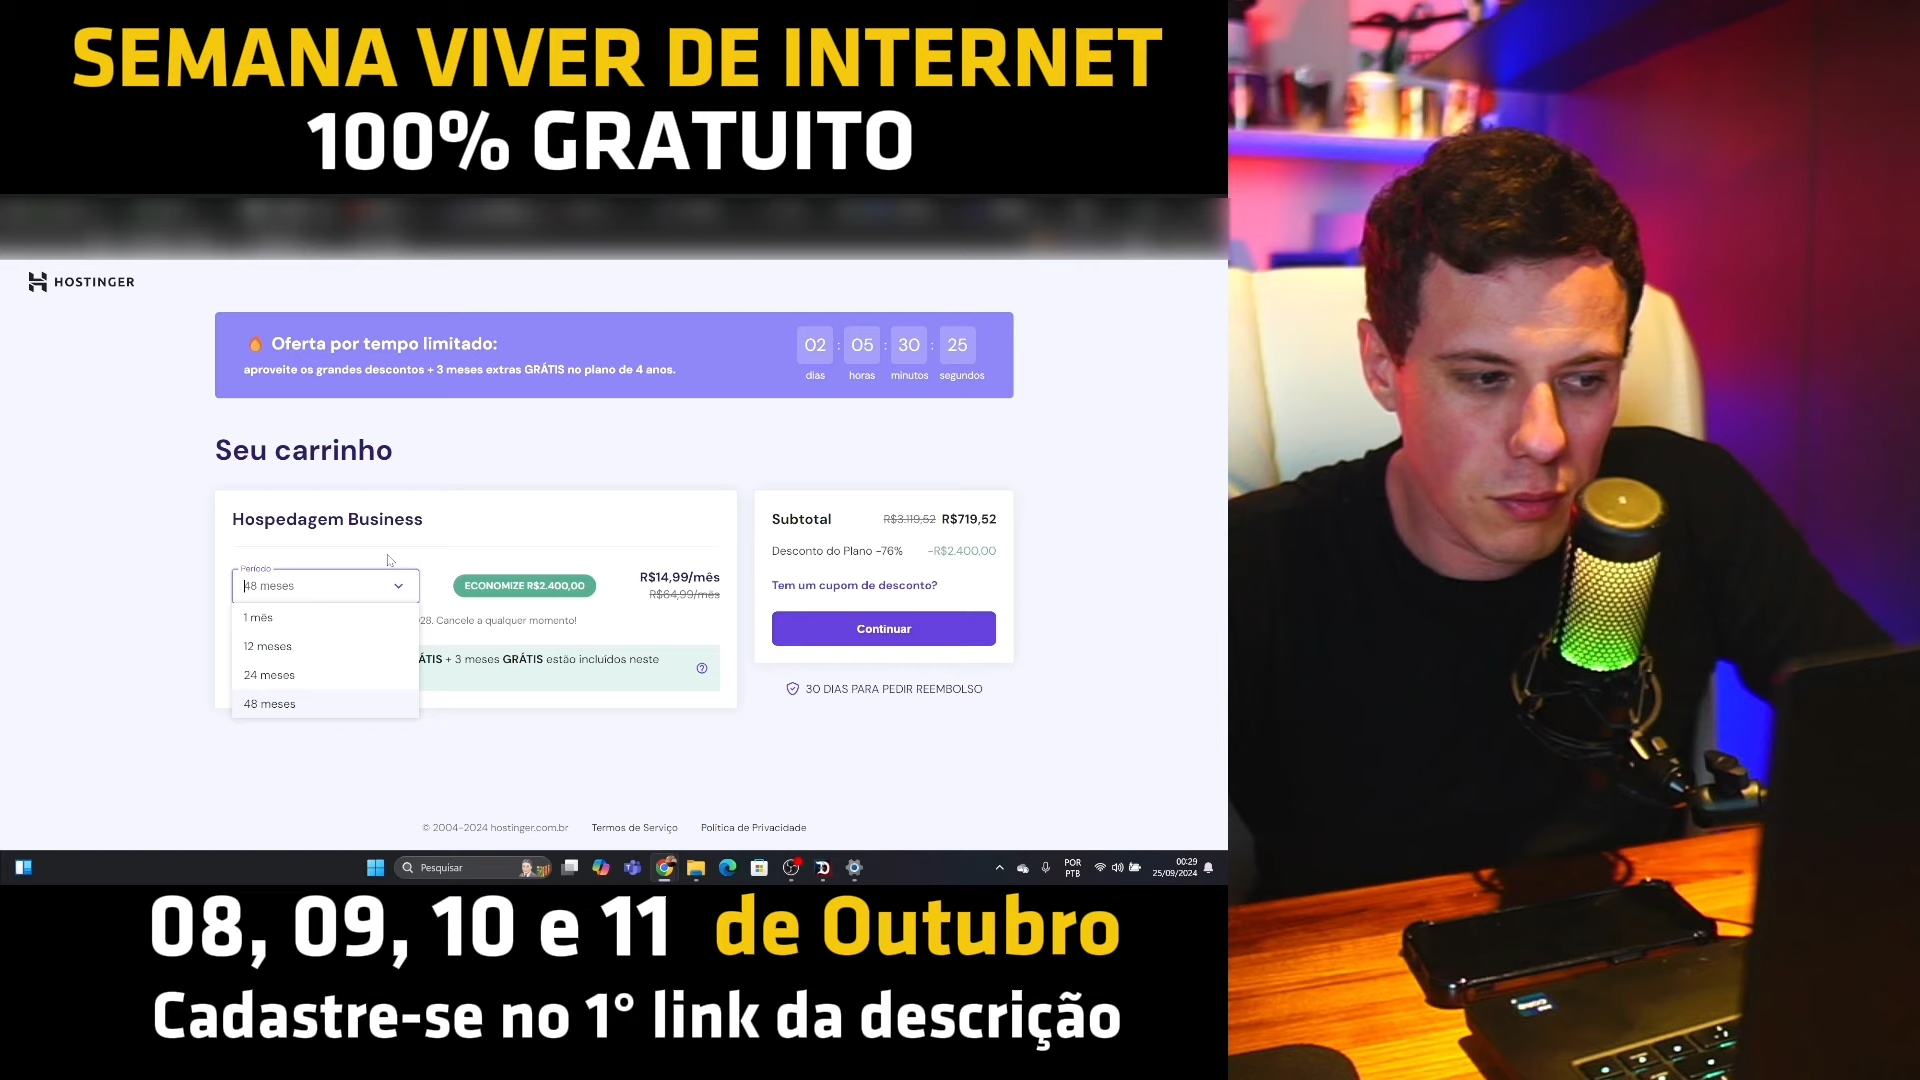 SEMANA VIVER DE INTERNET
100% GRATUITO
HOSTINGER
Oferta por tempo limitado:
aproveite os grandes descontos + 3 meses extras GRÁTIS no plano de 4 anos.
02 : 05 : 30 : 25
dias horas minutos segundos
Seu carrinho
Hospedagem Business
Período
48 meses
ECONOMIZE R$2.400,00
R$14,99/mês
R$64,99/mês
1 mês
28. Cancele a qualquer momento!
12 meses
ÁTIS + 3 meses GRÁTIS estão incluídos neste
24 meses
48 meses
Subtotal R$3.119,52 R$719,52
Desconto do Plano -76% -R$2.400,00
Tem um cupom de desconto?
Continuar
30 DIAS PARA PEDIR REEMBOLSO
© 2004-2024 hostinger.com.br Termos de Serviço Política de Privacidade
Pesquisar
POR
PTB
00:29
25/09/2024
08, 09, 10 e 11 de Outubro
Cadastre-se no 1° link da descrição